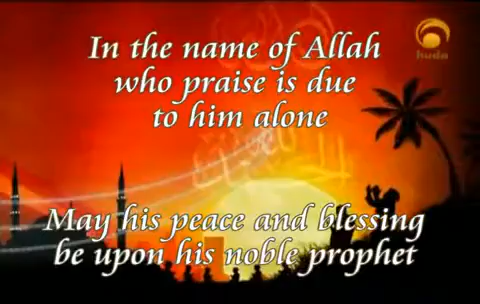 In the name of Allah
who praise is due
to him alone
huda
May his peace and blessing
be upon his noble prophet